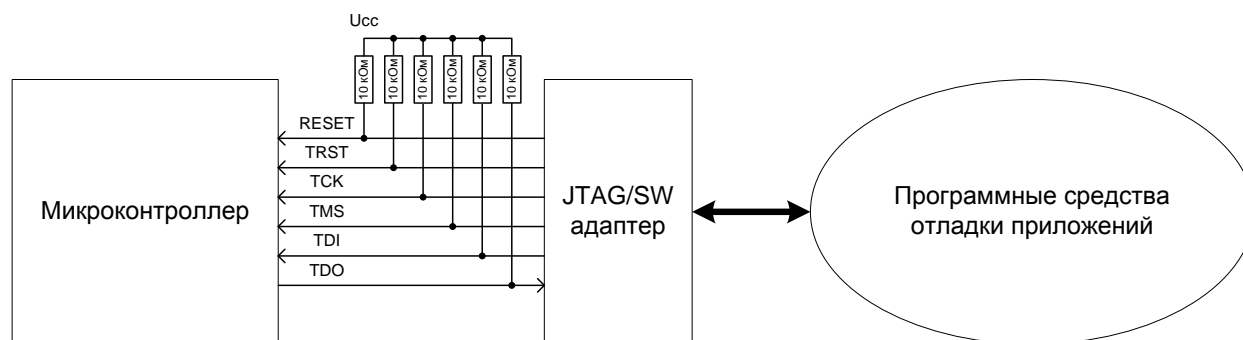 Ucc
10 кОм
10 кОм
10 кОм
10 кОм
10 кОм
10 кОм
RESET
TRST
TCK
TMS
TDI
TDO
Микроконтроллер
JTAG/SW
адаптер
Программные средства
отладки приложений